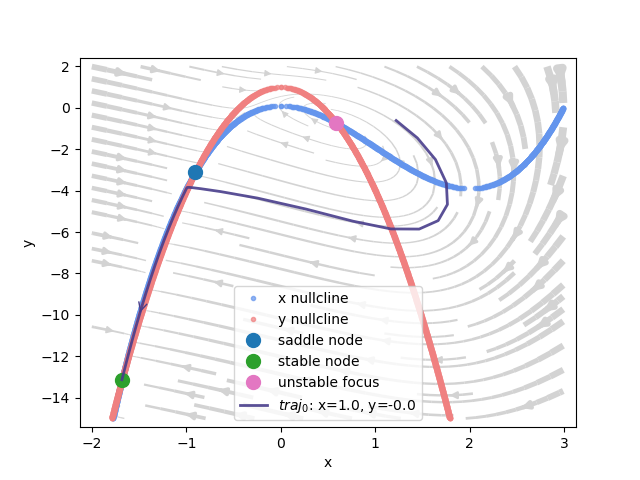 2
0
−2
−4
−6
−8
−10
−12
−14
y
−2
−1
0
1
2
3
x
x nullcline
y nullcline
saddle node
stable node
unstable focus
traj₀: x=1.0, y=-0.0